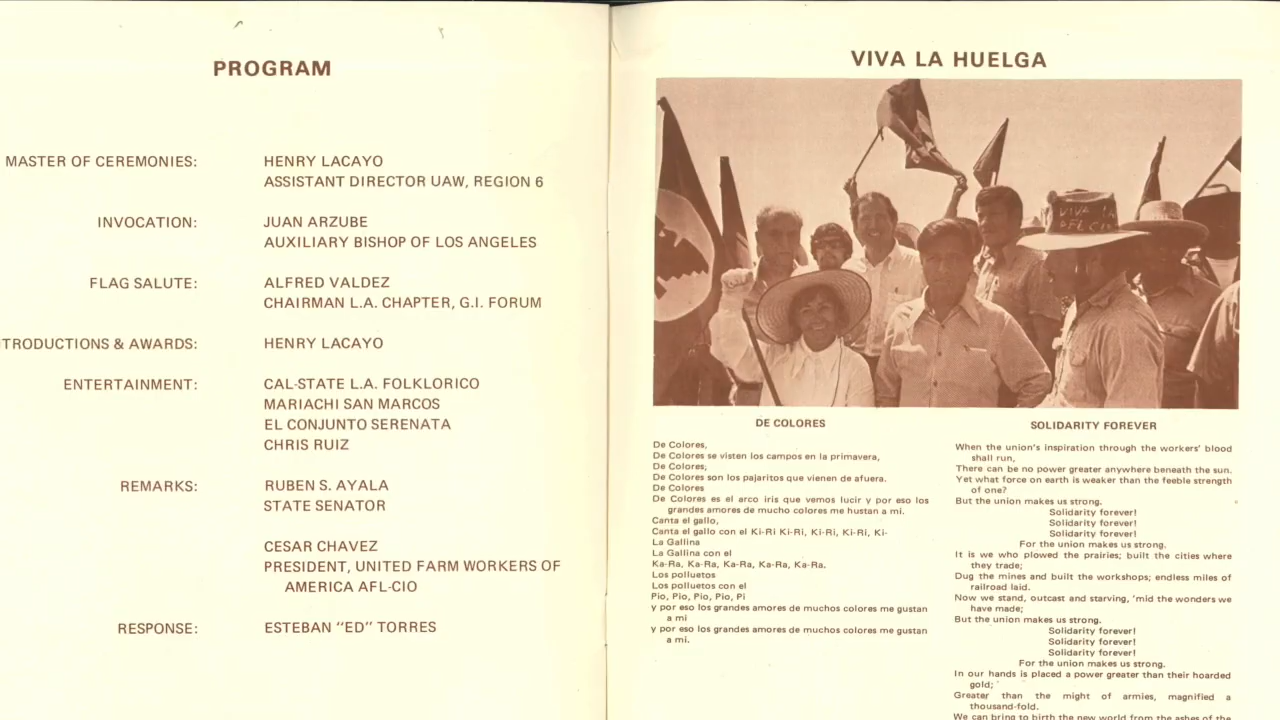 PROGRAM
MASTER OF CEREMONIES: HENRY LACAYO
ASSISTANT DIRECTOR UAW, REGION 6
INVOCATION: JUAN ARZUBE
AUXILIARY BISHOP OF LOS ANGELES
FLAG SALUTE: ALFRED VALDEZ
CHAIRMAN L.A. CHAPTER, G.I. FORUM
TRODUCTIONS & AWARDS: HENRY LACAYO
ENTERTAINMENT: CAL-STATE L.A. FOLKLORICO
MARIACHI SAN MARCOS
EL CONJUNTO SERENATA
CHRIS RUIZ
REMARKS: RUBEN S. AYALA
STATE SENATOR
CESAR CHAVEZ
PRESIDENT, UNITED FARM WORKERS OF
AMERICA AFL-CIO
RESPONSE: ESTEBAN "ED" TORRES
VIVA LA HUELGA
VIVA LA
AFL CIO
DE COLORES
De Colores,
De Colores se visten los campos en la primavera,
De Colores;
De Colores son los pajaritos que vienen de afuera.
De Colores
De Colores es el arco iris que vemos lucir y por eso los
grandes amores de mucho colores me hustan a mi.
Canta el gallo,
Canta el gallo con el Ki-Ri Ki-Ri, Ki-Ri, Ki-Ri, Ki-
La Gallina
La Gallina con el
Ka-Ra, Ka-Ra, Ka-Ra, Ka-Ra, Ka-Ra.
Los polluetos
Los polluetos con el
Pio, Pio, Pio, Pio, Pi
y por eso los grandes amores de muchos colores me gustan
a mi
y por eso los grandes amores de muchos colores me gustan
a mi.
SOLIDARITY FOREVER
When the union's inspiration through the workers' blood
shall run,
There can be no power greater anywhere beneath the sun.
Yet what force on earth is weaker than the feeble strength
of one?
But the union makes us strong.
Solidarity forever!
Solidarity forever!
Solidarity forever!
For the union makes us strong.
It is we who plowed the prairies; built the cities where
they trade;
Dug the mines and built the workshops; endless miles of
railroad laid.
Now we stand, outcast and starving, 'mid the wonders we
have made;
But the union makes us strong.
Solidarity forever!
Solidarity forever!
Solidarity forever!
For the union makes us strong.
In our hands is placed a power greater than their hoarded
gold;
Greater than the might of armies, magnified a
thousand-fold.
We can bring to birth the new world from the ashes of the